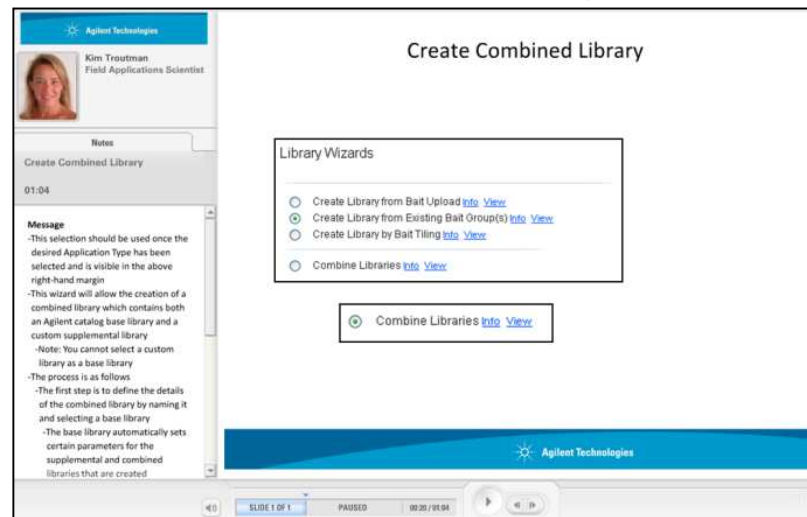 Agilent Technologies
Kim Troutman
Field Applications Scientist
Notes
Create Combined Library
01:04
Message
-This selection should be used once the
desired Application Type has been
selected and is visible in the above
right-hand margin
-This wizard will allow the creation of a
combined library which contains both
an Agilent catalog base library and a
custom supplemental library
-Note: You cannot select a custom
library as a base library
-The process is as follows
-The first step is to define the details
of the combined library by naming it
and selecting a base library
-The base library automatically sets
certain parameters for the
supplemental and combined
libraries that are created
Create Combined Library
Library Wizards
Create Library from Bait Upload Info View
Create Library from Existing Bait Group(s) Info View
Create Library by Bait Tiling Info View
Combine Libraries Info View
Combine Libraries Info View
Agilent Technologies
SLIDE 1 OF 1 PAUSED 00:20 / 01:04